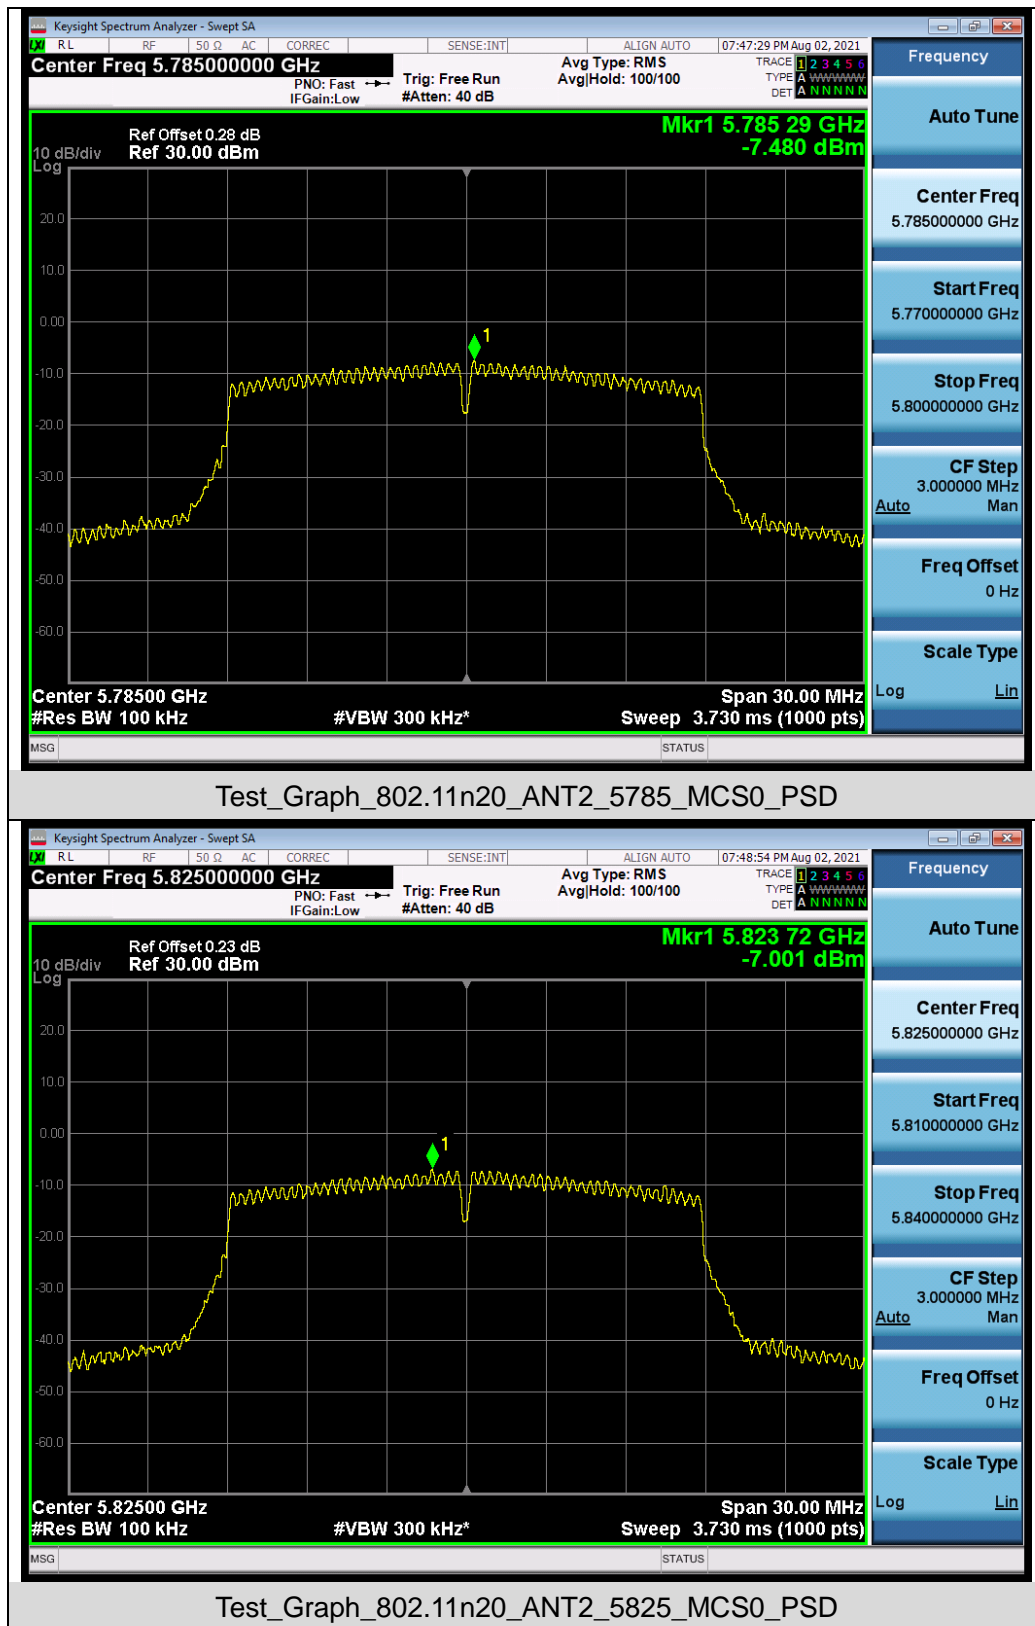 Keysight Spectrum Analyzer - Swept SA
LXI RL RF 50 Ω AC CORREC SENSE:INT ALIGN AUTO 07:47:29 PM Aug 02, 2021
Center Freq 5.785000000 GHz
PNO: Fast
IFGain:Low
Trig: Free Run
#Atten: 40 dB
Avg Type: RMS
Avg|Hold: 100/100
TRACE 1 2 3 4 5 6
TYPE A WWWWW
DET A N N N N N
Frequency
Mkr1 5.785 29 GHz
-7.480 dBm
Ref Offset 0.28 dB
10 dB/div Ref 30.00 dBm
Log
20.0
10.0
0.00
-10.0
-20.0
-30.0
-40.0
-50.0
-60.0
1
Center 5.78500 GHz Span 30.00 MHz
#Res BW 100 kHz #VBW 300 kHz* Sweep 3.730 ms (1000 pts)
Auto Tune
Center Freq
5.785000000 GHz
Start Freq
5.770000000 GHz
Stop Freq
5.800000000 GHz
CF Step
3.000000 MHz
Auto Man
Freq Offset
0 Hz
Scale Type
Log Lin
MSG STATUS
Test_Graph_802.11n20_ANT2_5785_MCS0_PSD
Keysight Spectrum Analyzer - Swept SA
LXI RL RF 50 Ω AC CORREC SENSE:INT ALIGN AUTO 07:48:54 PM Aug 02, 2021
Center Freq 5.825000000 GHz
PNO: Fast
IFGain:Low
Trig: Free Run
#Atten: 40 dB
Avg Type: RMS
Avg|Hold: 100/100
TRACE 1 2 3 4 5 6
TYPE A WWWWW
DET A N N N N N
Frequency
Mkr1 5.823 72 GHz
-7.001 dBm
Ref Offset 0.23 dB
10 dB/div Ref 30.00 dBm
Log
20.0
10.0
0.00
-10.0
-20.0
-30.0
-40.0
-50.0
-60.0
1
Center 5.82500 GHz Span 30.00 MHz
#Res BW 100 kHz #VBW 300 kHz* Sweep 3.730 ms (1000 pts)
Auto Tune
Center Freq
5.825000000 GHz
Start Freq
5.810000000 GHz
Stop Freq
5.840000000 GHz
CF Step
3.000000 MHz
Auto Man
Freq Offset
0 Hz
Scale Type
Log Lin
MSG STATUS
Test_Graph_802.11n20_ANT2_5825_MCS0_PSD